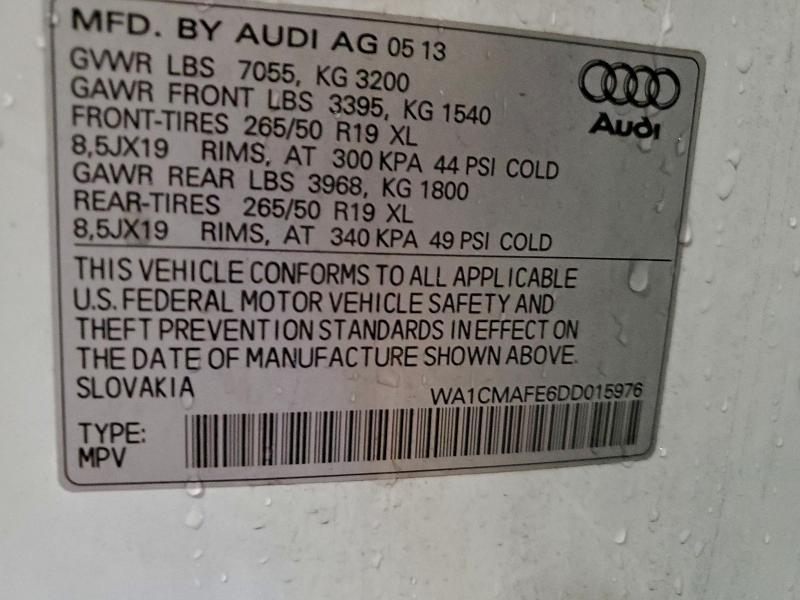 MFD. BY AUDI AG 05 13
GVWR LBS 7055, KG 3200
GAWR FRONT LBS 3395, KG 1540
FRONT-TIRES 265/50 R19 XL
8,5JX19 RIMS, AT 300 KPA 44 PSI COLD
GAWR REAR LBS 3968, KG 1800
REAR-TIRES 265/50 R19 XL
8,5JX19 RIMS, AT 340 KPA 49 PSI COLD
Audi
THIS VEHICLE CONFORMS TO ALL APPLICABLE
U.S. FEDERAL MOTOR VEHICLE SAFETY AND
THEFT PREVENTION STANDARDS IN EFFECT ON
THE DATE OF MANUFACTURE SHOWN ABOVE.
SLOVAKIA
WA1CMAFE6DD015976
TYPE:
MPV